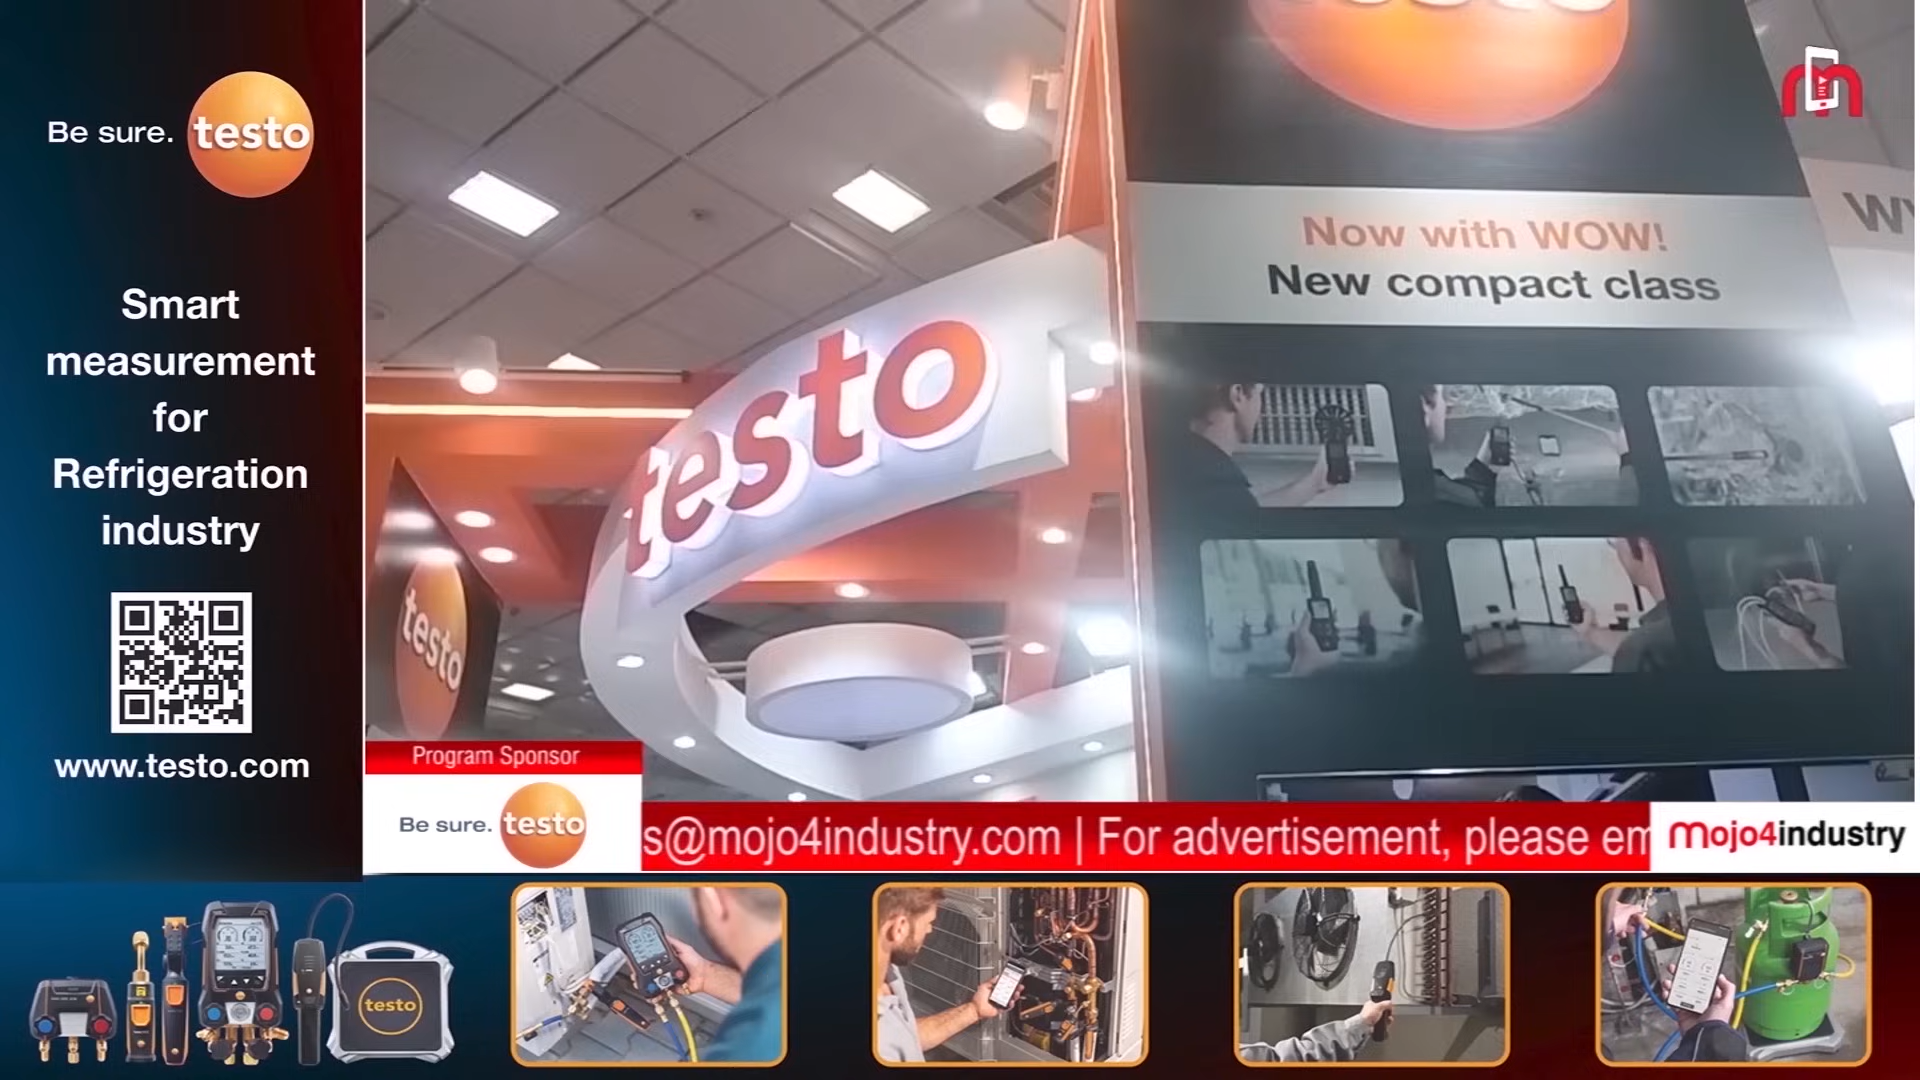 Be sure. testo
Smart
measurement
for
Refrigeration
industry
www.testo.com
testo
Now with WOW!
New compact class
testo
testo
Program Sponsor
Be sure. testo
s@mojo4industry.com | For advertisement, please em
mojo4industry
testo